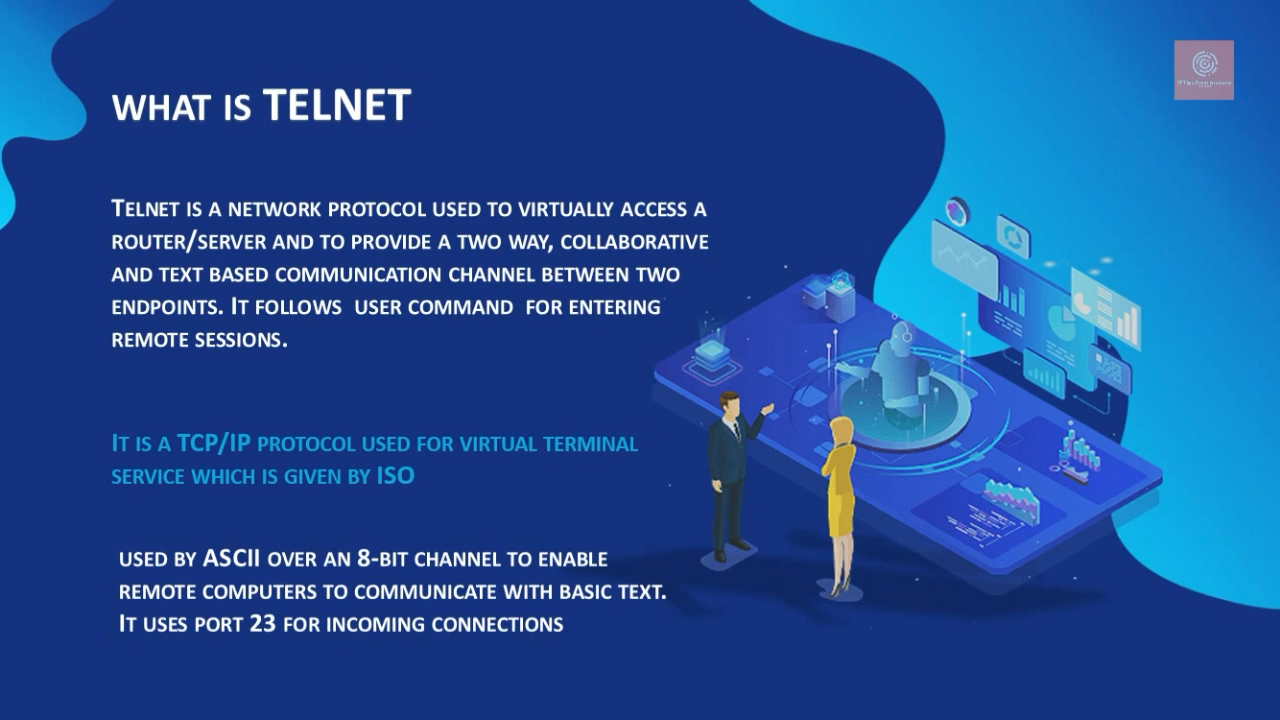 WHAT IS TELNET
TELNET IS A NETWORK PROTOCOL USED TO VIRTUALLY ACCESS A
ROUTER/SERVER AND TO PROVIDE A TWO WAY, COLLABORATIVE
AND TEXT BASED COMMUNICATION CHANNEL BETWEEN TWO
ENDPOINTS. IT FOLLOWS USER COMMAND FOR ENTERING
REMOTE SESSIONS.
IT IS A TCP/IP PROTOCOL USED FOR VIRTUAL TERMINAL
SERVICE WHICH IS GIVEN BY ISO
USED BY ASCII OVER AN 8-BIT CHANNEL TO ENABLE
REMOTE COMPUTERS TO COMMUNICATE WITH BASIC TEXT.
IT USES PORT 23 FOR INCOMING CONNECTIONS